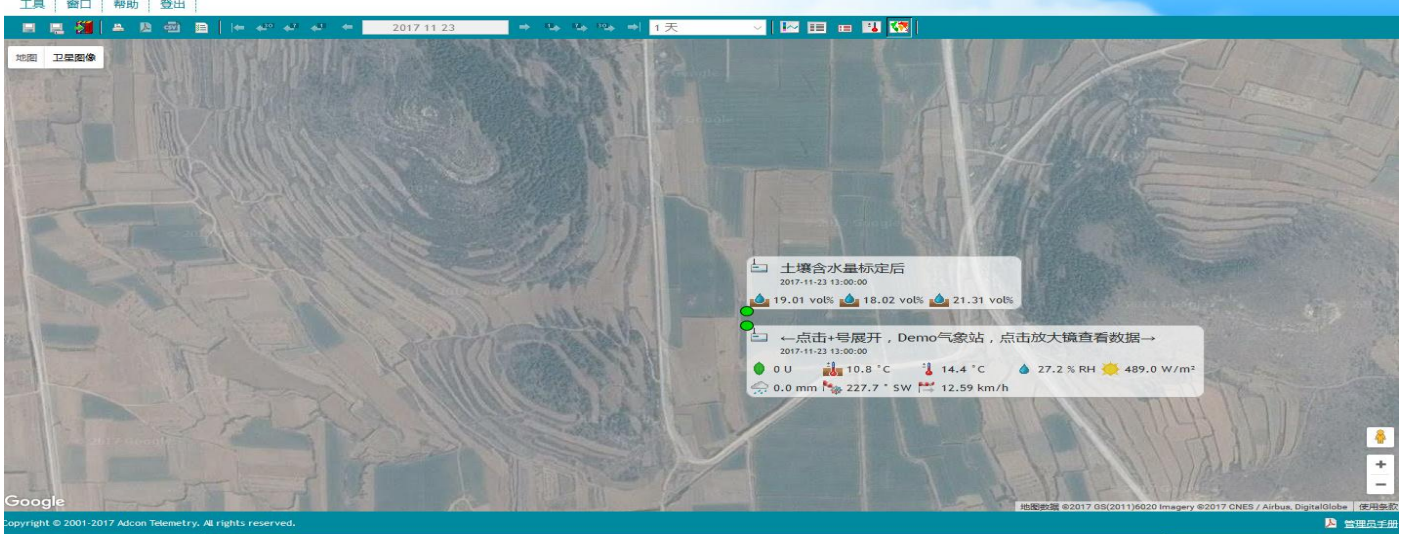 工具 窗口 帮助 登出
2017 11 23 1 天
地图 卫星图像
土壤含水量标定后
2017-11-23 13:00:00
19.01 vol% 18.02 vol% 21.31 vol%
←点击+号展开，Demo气象站，点击放大镜查看数据→
2017-11-23 13:00:00
0 U 10.8 °C 14.4 °C 27.2 % RH 489.0 W/m²
0.0 mm 227.7 ° SW 12.59 km/h
Google
地图数据 ©2017 GS(2011)6020 Imagery ©2017 CNES / Airbus, DigitalGlobe 使用条款
Copyright © 2001-2017 Adcon Telemetry. All rights reserved. 管理员手册